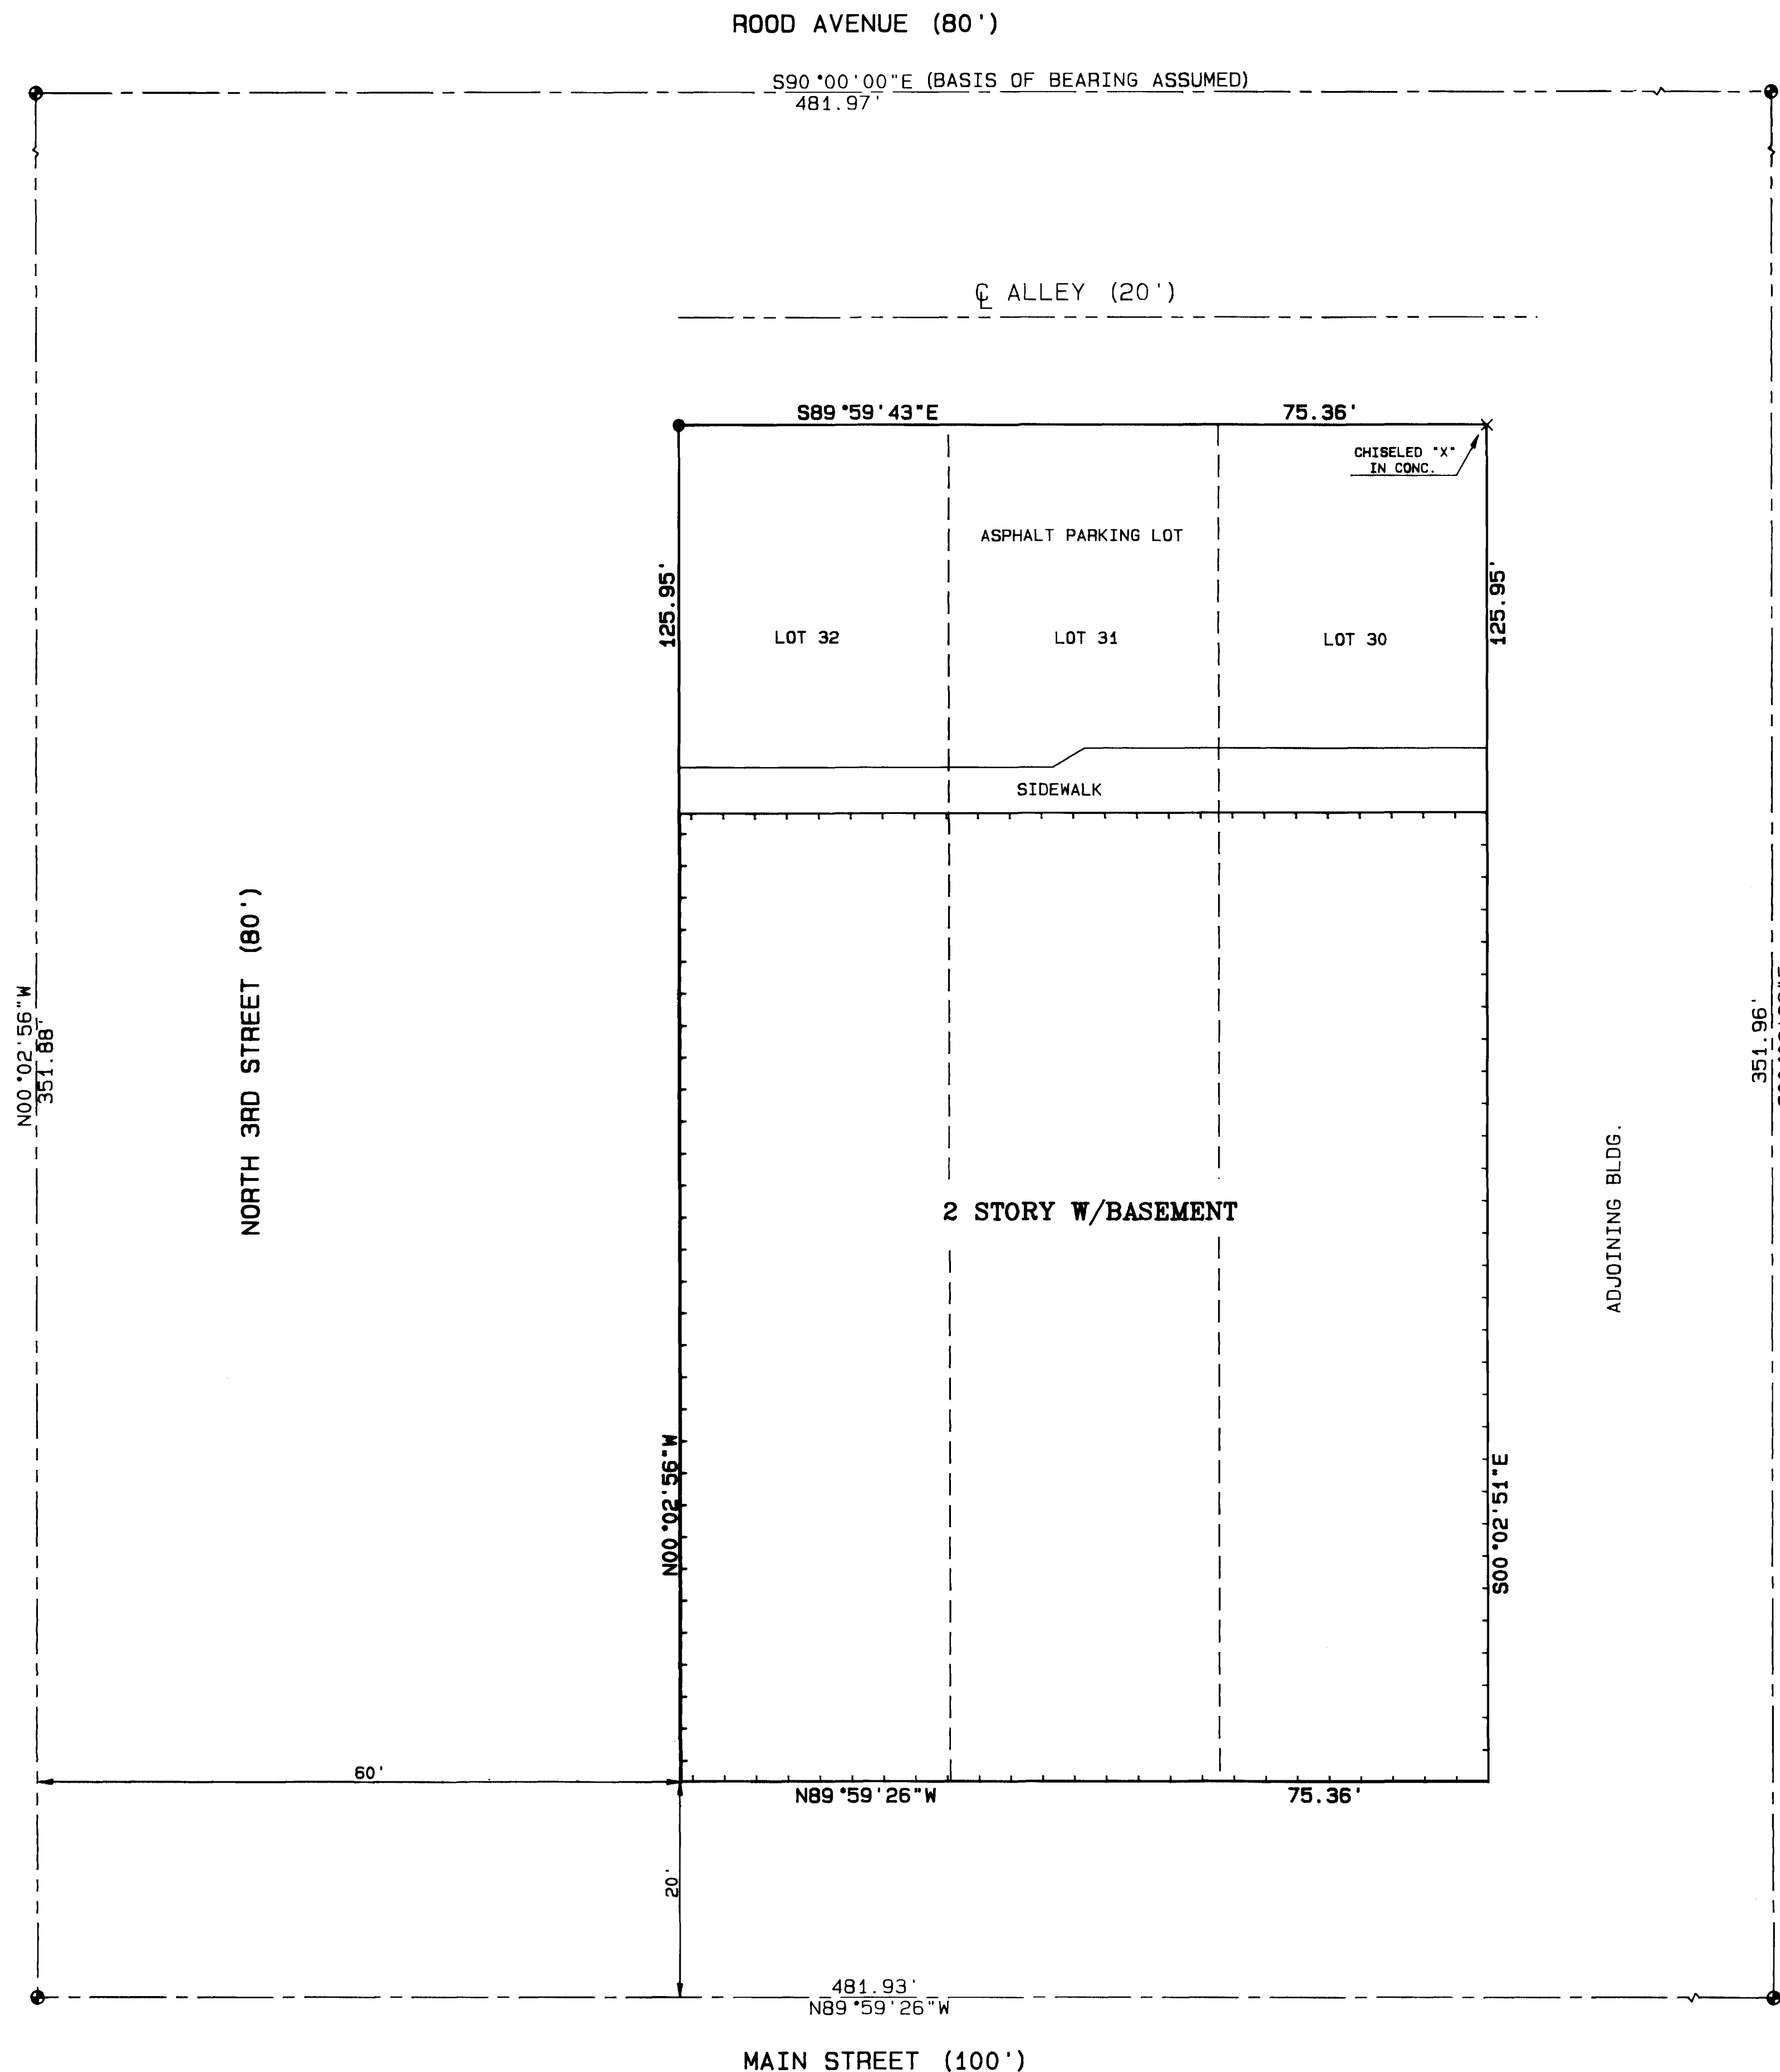 ROOD AVENUE (80')
S90°00'00"E (BASIS OF BEARING ASSUMED)
481.97'
℄ ALLEY (20')
S89°59'43"E
75.36'
CHISELED "X"
IN CONC.
ASPHALT PARKING LOT
125.95'
125.95'
LOT 32
LOT 31
LOT 30
SIDEWALK
NORTH 3RD STREET (80')
N00°02'56"W
351.88'
351.96'
ADJOINING BLDG.
2 STORY W/BASEMENT
N00°02'56"W
S00°02'51"E
60'
N89°59'26"W
75.36'
20'
481.93'
N89°59'26"W
MAIN STREET (100')